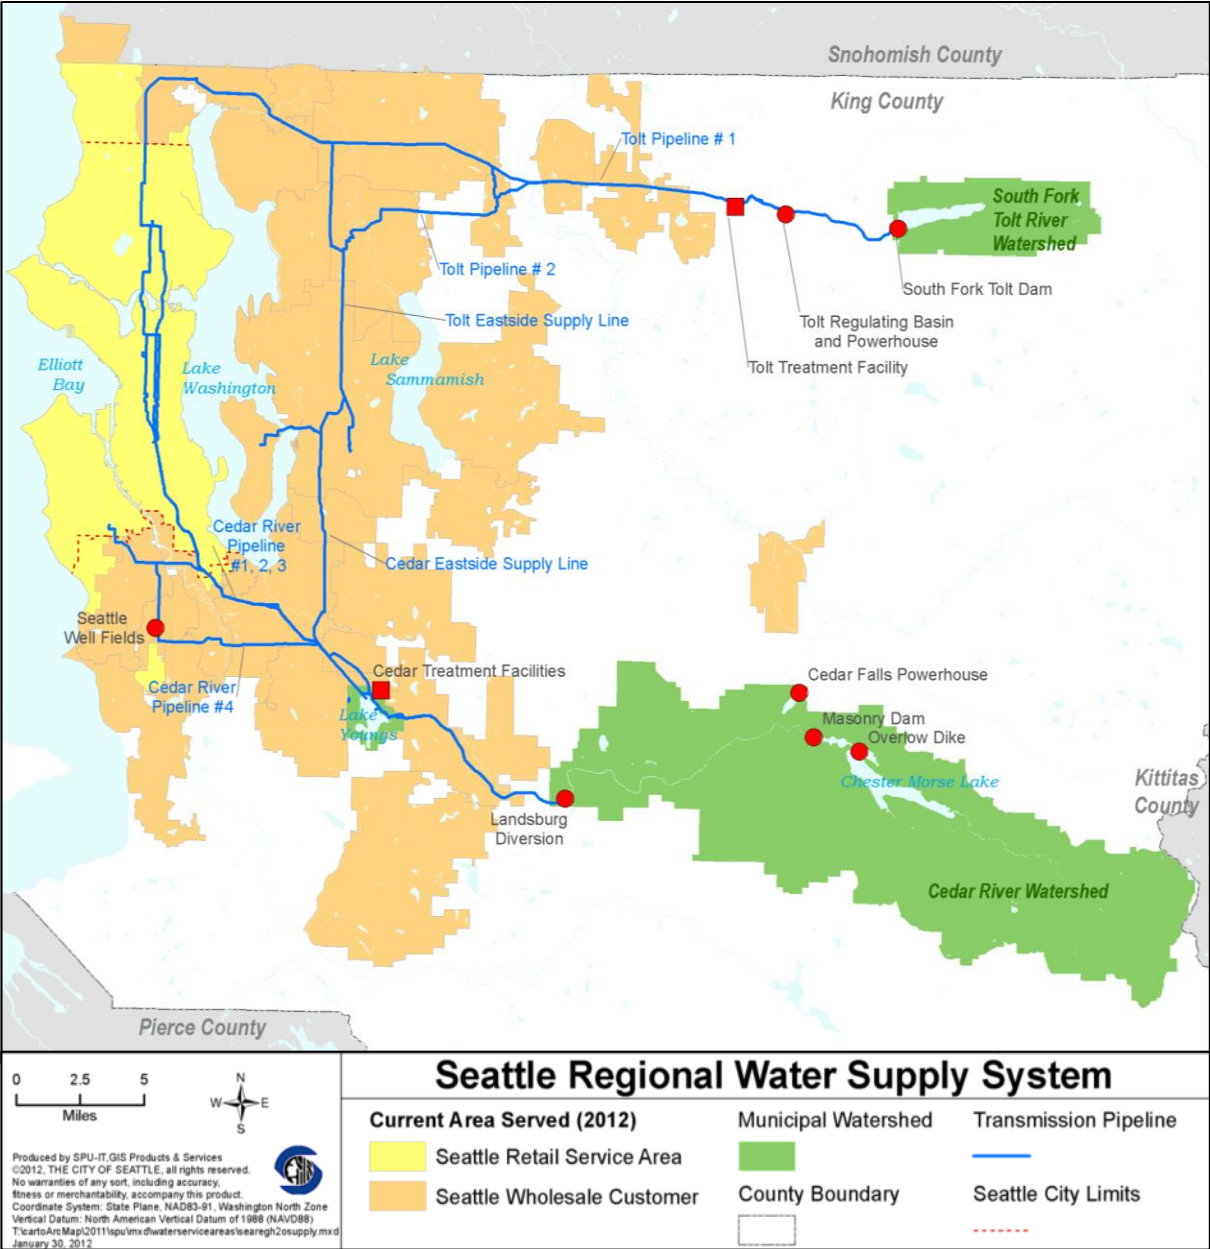 Snohomish County
King County
Tolt Pipeline # 1
South Fork
Tolt River
Watershed
Tolt Pipeline # 2
South Fork Tolt Dam
Tolt Eastside Supply Line
Tolt Regulating Basin
and Powerhouse
Elliott
Bay
Lake
Washington
Lake
Sammamish
Tolt Treatment Facility
Cedar River
Pipeline
#1, 2, 3
Cedar Eastside Supply Line
Seattle
Well Fields
Cedar Treatment Facilities
Cedar River
Pipeline #4
Lake
Youngs
Cedar Falls Powerhouse
Masonry Dam
Overlow Dike
Chester Morse Lake
Kittitas
County
Landsburg
Diversion
Cedar River Watershed
Pierce County
0 2.5 5
Miles
N
W E
S
Produced by SPU-IT,GIS Products & Services
©2012, THE CITY OF SEATTLE, all rights reserved.
No warranties of any sort, including accuracy,
fitness or merchantability, accompany this product.
Coordinate System: State Plane, NAD83-91, Washington North Zone
Vertical Datum: North American Vertical Datum of 1988 (NAVD88)
T:\cartoArcMap\2011\spu\mxd\waterserviceareas\searegh2osupply.mxd
January 30, 2012
Seattle Regional Water Supply System
Current Area Served (2012)
Seattle Retail Service Area
Seattle Wholesale Customer
Municipal Watershed
County Boundary
Transmission Pipeline
Seattle City Limits